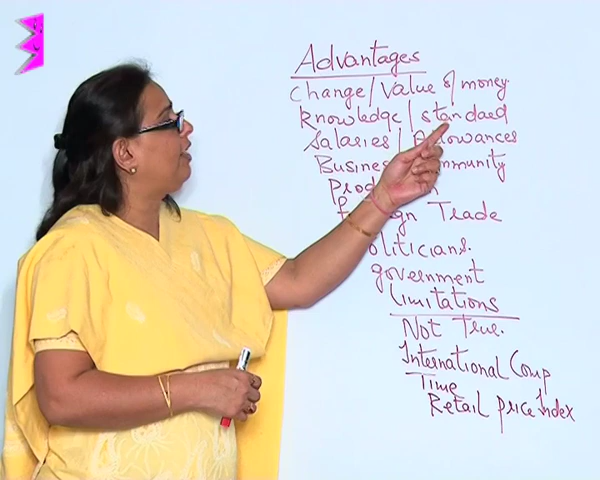 Advantages
Change / Value of money.
knowledge / standard
Salaries / Allowances
Business Community
Foreign Trade
Politicians.
government
Limitations
Not True.
International Comp
Time
Retail price Index